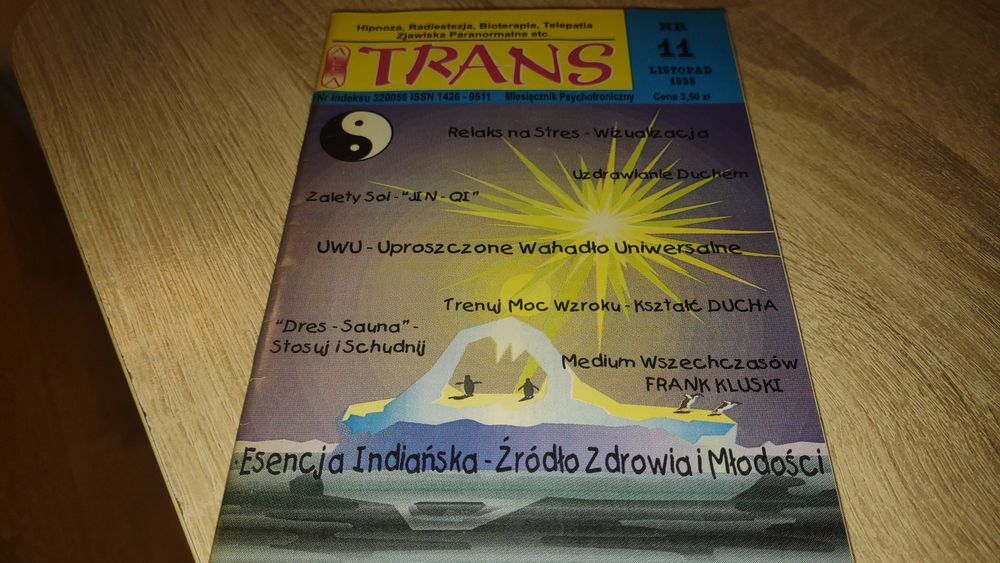 Hipnoza, Radiestezja, Bioterapia, Telepatia
Zjawiska Paranormalne etc.
TRANS
NR
11
LISTOPAD
1998
Nr indeksu 320056 ISSN 1426 - 9511 Miesięcznik Psychotroniczny Cena 3,50 zł
Relaks na Stres - Wizualizacja
Uzdrawianie Duchem
Zalety Soi - "JIN - QI"
UWU - Uproszczone Wahadło Uniwersalne
Trenuj Moc Wzroku - Kształć DUCHA
"Dres - Sauna" -
Stosuj i Schudnij
Medium Wszechczasów
FRANK KLUSKI
Esencja Indiańska - Źródło Zdrowia i Młodości